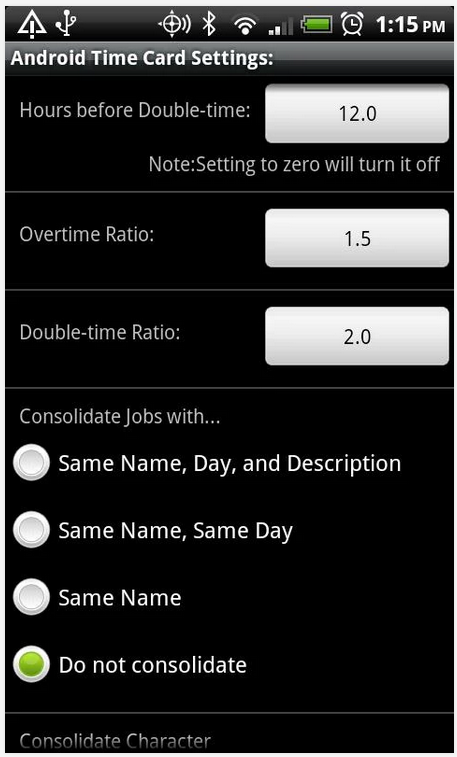 1:15 PM
Android Time Card Settings:
Hours before Double-time:
12.0
Note:Setting to zero will turn it off
Overtime Ratio:
1.5
Double-time Ratio:
2.0
Consolidate Jobs with...
Same Name, Day, and Description
Same Name, Same Day
Same Name
Do not consolidate
Consolidate Character